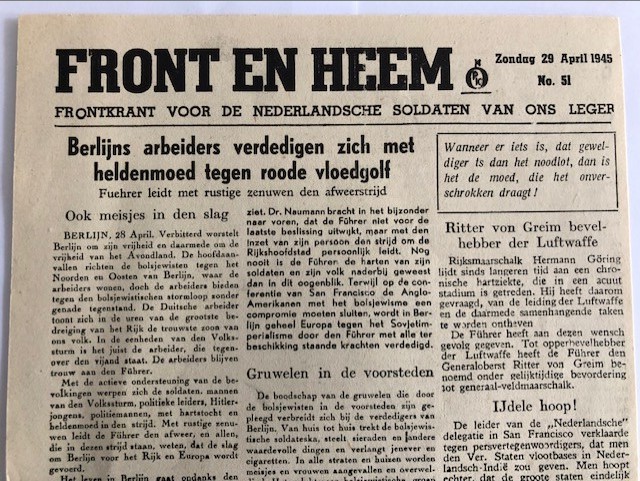 FRONT EN HEEM
Zondag 29 April 1945
No. 51
FRONTKRANT VOOR DE NEDERLANDSCHE SOLDATEN VAN ONS LEGER
Berlijns arbeiders verdedigen zich met
heldenmoed tegen roode vloedgolf
Fuehrer leidt met rustige zenuwen den afweerstrijd
Ook meisjes in den slag
BERLIJN, 28 April. Verbitterd worstelt
Berlijn om zijn vrijheid en daarmede om de
vrijheid van het Avondland. De hoofdaan-
vallen richten de bolsjewisten tegen het
Noorden en Oosten van Berlijn, waar de
arbeiders wonen, doch de arbeiders bieden
tegen den bolsjewistischen stormloop zonder
genade tegenstand. De Duitsche arbeider
toont zich in de uren van de grootste be-
dreiging van het Rijk de trouwste zoon van
ons volk. In de eenheden van den Volks-
sturm is het juist de arbeider, die tegen-
over den vijand staat. De arbeiders blijven
trouw aan den Führer.
Met de actieve ondersteuning van de be-
volkingen werpen zich de soldaten, mannen
van den Volkssturm, politieke leiders, Hitler-
jongens, politiemannen, met hartstocht en
heldenmoed in den strijd. Met rustige zenu-
wen leidt de Führer den afweer, en allen,
die in dezen strijd staan, weten, dat de slag
om Berlijn voor het Rijk en Europa wordt
gevoerd.
Het leven in Berlijn gaat ondanks den
ziet. Dr. Naumann bracht in het bijzonder
naar voren, dat de Führer niet voor de
laatste beslissing uitwijkt, maar met den
inzet van zijn persoon den strijd om de
Rijkshoofdstad persoonlijk leidt. Nog
nooit is de Führer de harten van zijn
soldaten en zijn volk naderbij geweest
dan in dit oogenblik. Terwijl op de con-
ferentie van San Francisco de Anglo-
Amerikanen met het bolsjewisme een
compromie moeten sluiten, wordt in Ber-
lijn geheel Europa tegen het Sovjetim-
perialisme door den Führer met alle ter
beschikking staande krachten verdedigd.
Gruwelen in de voorsteden
De boodschap van de gruwelen die door
de bolsjewisten in de voorsteden zijn ge-
pleegd verbreidt zich bij de verdedigers van
Berlijn. Van huis tot huis trekt de bolsjewis-
tische soldateska, steelt sieraden en andere
waardevolle dingen en verlangt jenever en
cigaretten. In alle straten en huizen worden
meisjes en vrouwen aangevallen en overwel-
Wanneer er iets is, dat gewel-
diger ts dan het noodlot, dan is
het de moed, die het onver-
schrokken draagt!
Ritter von Greim bevel-
hebber der Luftwaffe
Rijksmaarschalk Hermann Göring
lijdt sinds langeren tijd aan een chro-
nische hartziekte, die in een acuut
stadium is getreden. Hij heeft daarom
gevraagd, van de leiding der Luftwaffe
en de daarmede samenhangende taken
te worden ontheven
De Führer heeft aan dezen wensch
gevolg gegeven. Tot opperbevelhebber
der Luftwaffe heeft de Führer den
Generaloberst Ritter von Greim be-
noemd onder gelijktijdige bevordering
tot generaal-veldmaarschalk.
IJdele hoop!
De leider van de „Nederlandsche"
delegatie in San Francisco verklaarde
tegen persvertegenwoordigers, dat men
den Ver. Staten vlootbases in Neder-
landsch-Indië zou geven. Men hoopt
echter, dat de groote staten eindelijk